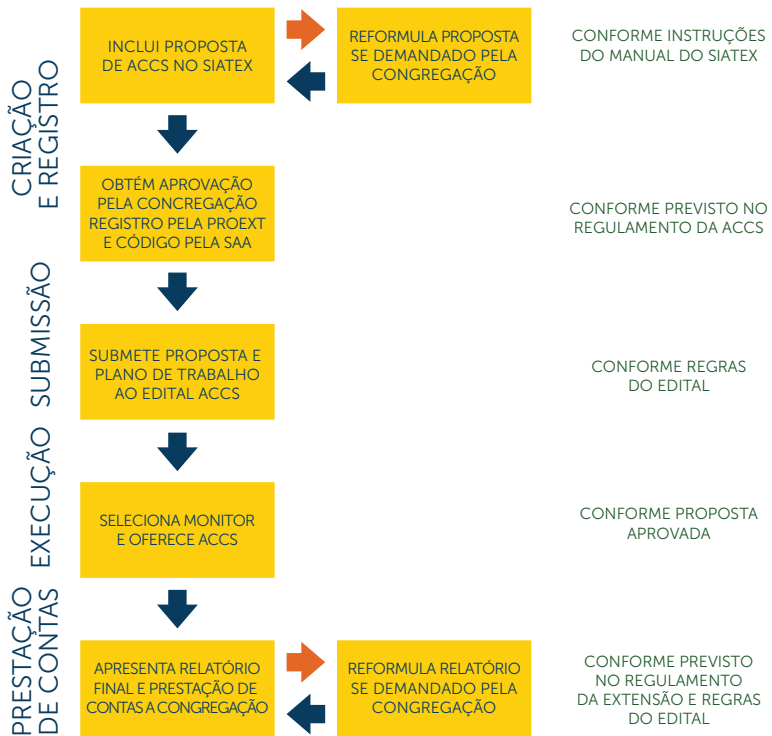 CRIAÇÃO
E REGISTRO
INCLUI PROPOSTA
DE ACCS NO SIATEX
REFORMULA PROPOSTA
SE DEMANDADO PELA
CONGREGAÇÃO
CONFORME INSTRUÇÕES
DO MANUAL DO SIATEX
OBTÉM APROVAÇÃO
PELA CONCREGAÇÃO
REGISTRO PELA PROEXT
E CÓDIGO PELA SAA
CONFORME PREVISTO NO
REGULAMENTO DA ACCS
SUBMISSÃO
SUBMETE PROPOSTA E
PLANO DE TRABALHO
AO EDITAL ACCS
CONFORME REGRAS
DO EDITAL
EXECUÇÃO
SELECIONA MONITOR
E OFERECE ACCS
CONFORME PROPOSTA
APROVADA
PRESTAÇÃO
DE CONTAS
APRESENTA RELATÓRIO
FINAL E PRESTAÇÃO DE
CONTAS A CONGREGAÇÃO
REFORMULA RELATÓRIO
SE DEMANDADO PELA
CONGREGAÇÃO
CONFORME PREVISTO
NO REGULAMENTO
DA EXTENSÃO E REGRAS
DO EDITAL